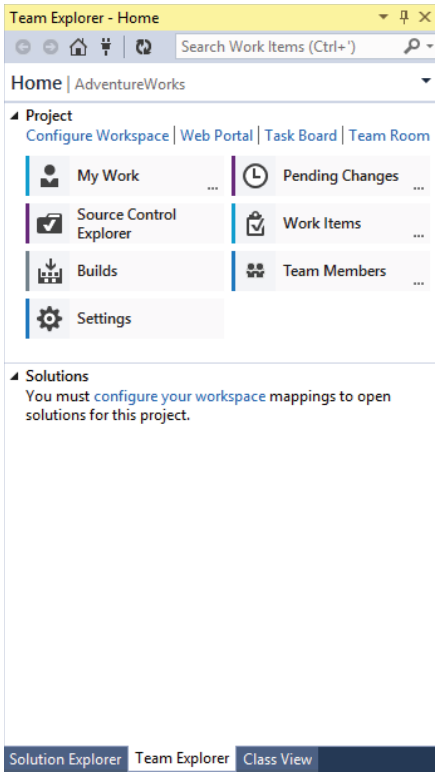 Team Explorer - Home
Search Work Items (Ctrl+')
Home | AdventureWorks
Project
Configure Workspace | Web Portal | Task Board | Team Room
My Work ...
Pending Changes ...
Source Control
Explorer
Work Items ...
Builds
Team Members ...
Settings
Solutions
You must configure your workspace mappings to open
solutions for this project.
Solution Explorer Team Explorer Class View